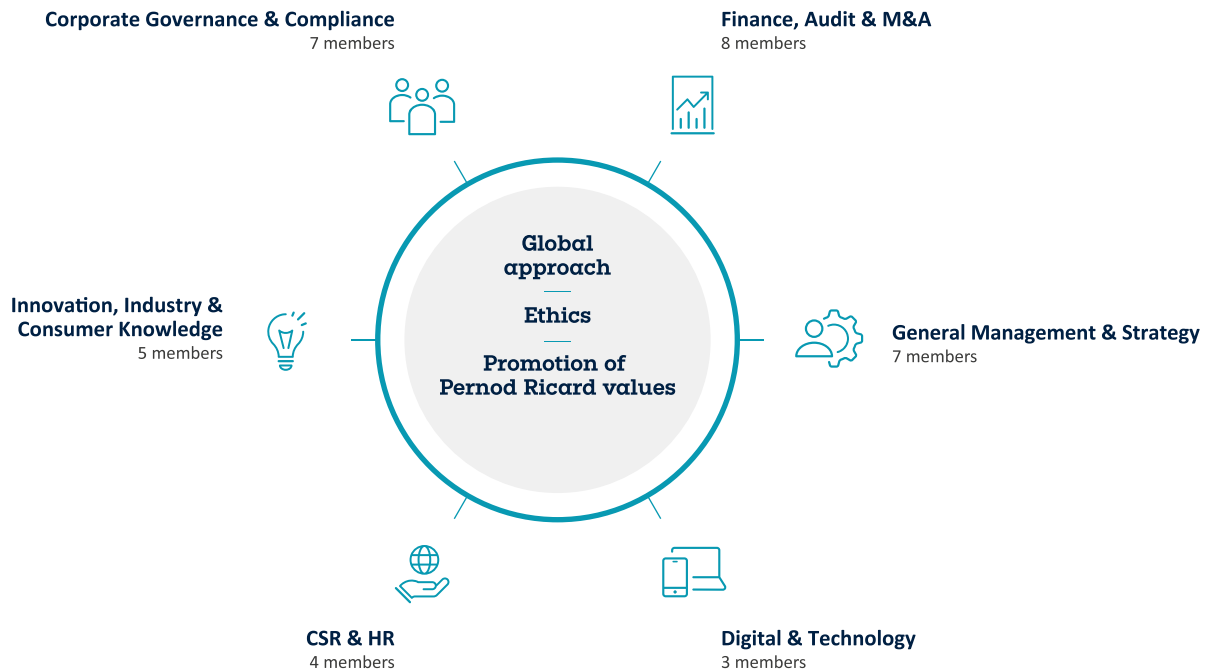 Corporate Governance & Compliance
7 members
Finance, Audit & M&A
8 members
Global
approach
Ethics
Promotion of
Pernod Ricard values
Innovation, Industry &
Consumer Knowledge
5 members
General Management & Strategy
7 members
CSR & HR
4 members
Digital & Technology
3 members